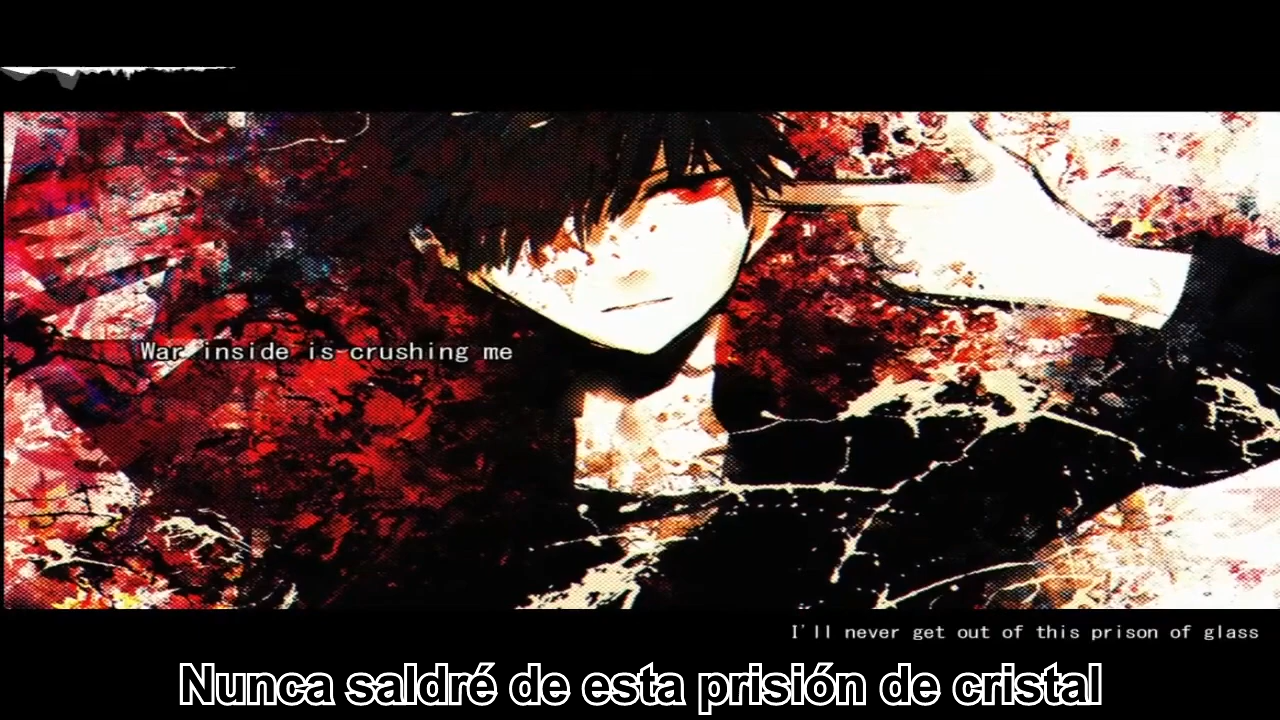 War inside is crushing me
I'll never get out of this prison of glass
Nunca saldré de esta prisión de cristal